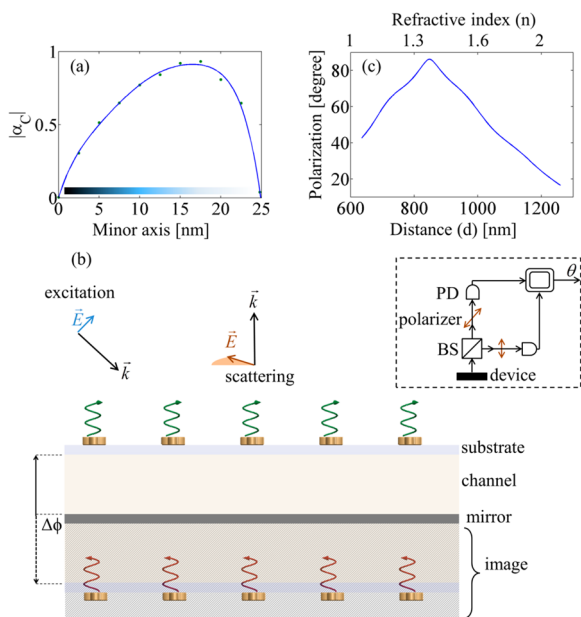 (a)
|α_C|
1
0.5
0
0 5 10 15 20 25
Minor axis [nm]
Refractive index (n)
1 1.3 1.6 2
(c)
Polarization [degree]
80
60
40
20
600 800 1000 1200
Distance (d) [nm]
(b)
excitation
E⃗
k⃗
k⃗
E⃗
scattering
θ
PD
polarizer
BS
device
substrate
channel
mirror
Δϕ
image